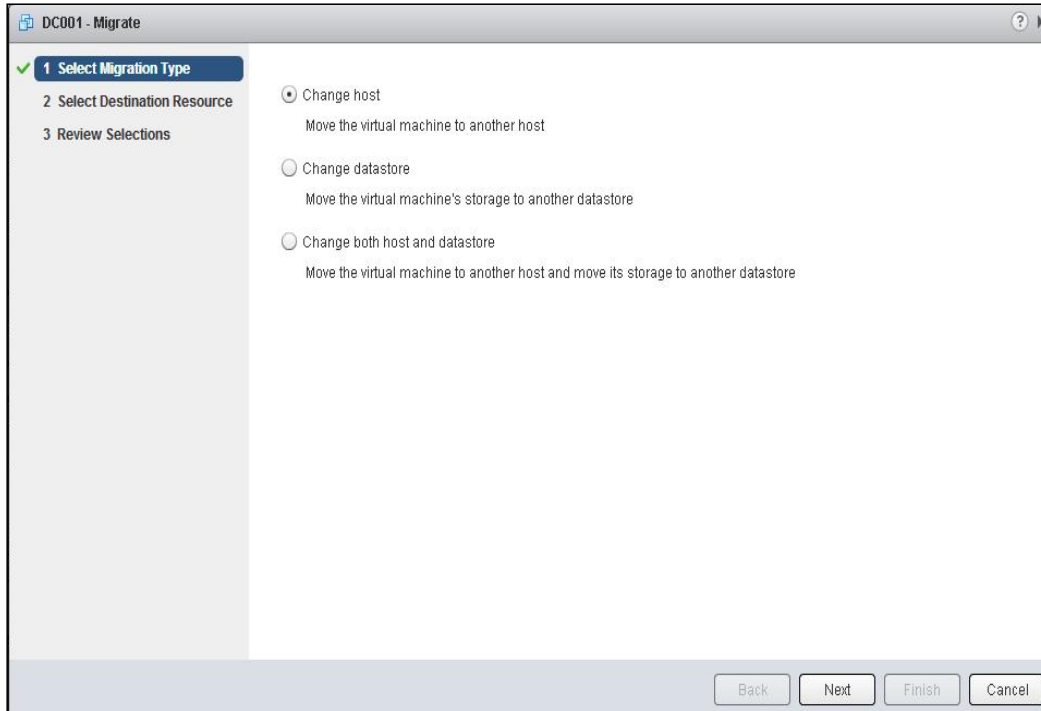 DC001 - Migrate
?
1 Select Migration Type
2 Select Destination Resource
3 Review Selections
Change host
Move the virtual machine to another host
Change datastore
Move the virtual machine's storage to another datastore
Change both host and datastore
Move the virtual machine to another host and move its storage to another datastore
Back Next Finish Cancel